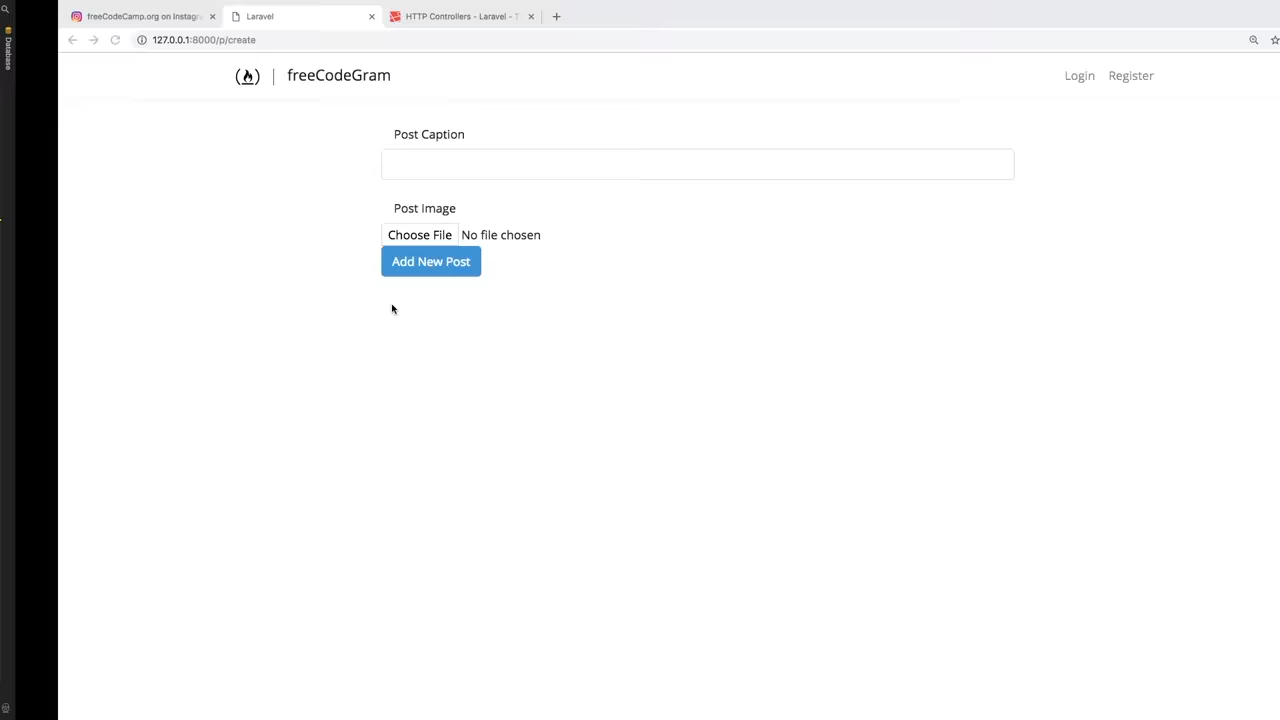 freeCodeCamp.org on Instagr
Laravel
HTTP Controllers - Laravel - T
127.0.0.1:8000/p/create
Database
freeCodeGram
Login
Register
Post Caption
Post Image
Choose File No file chosen
Add New Post